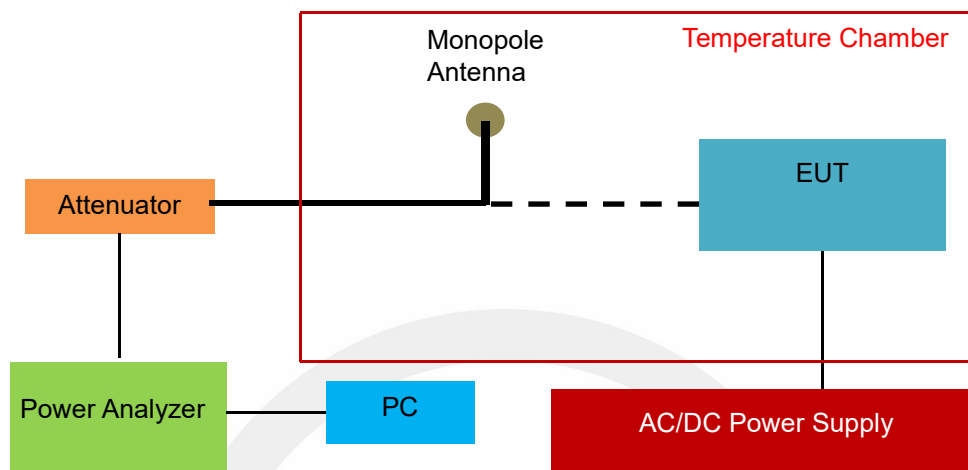 Monopole
Antenna
Temperature Chamber
EUT
Attenuator
Power Analyzer
PC
AC/DC Power Supply